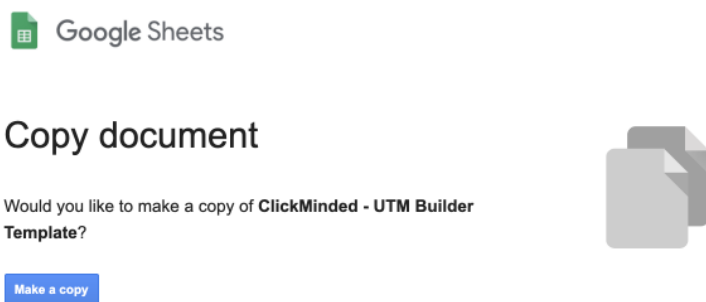 Google Sheets
Copy document
Would you like to make a copy of ClickMinded - UTM Builder
Template?
Make a copy